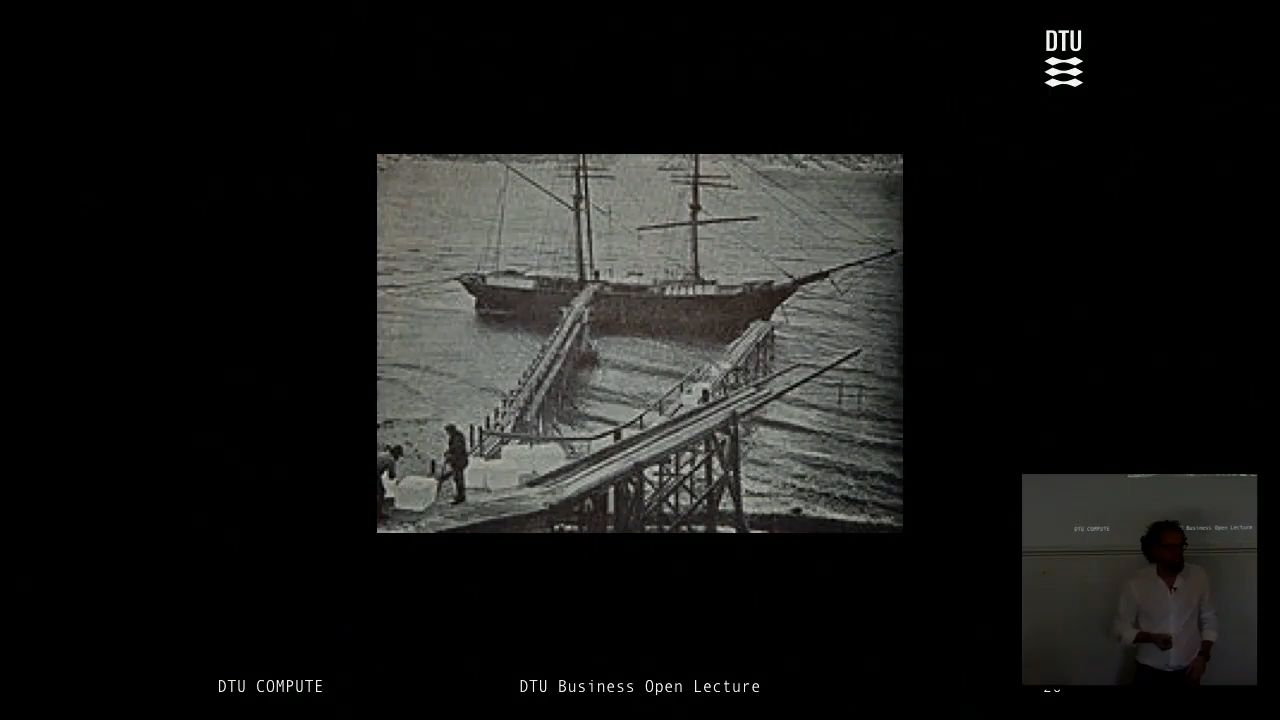 DTU
DTU COMPUTE
Business Open Lecture
DTU COMPUTE
DTU Business Open Lecture